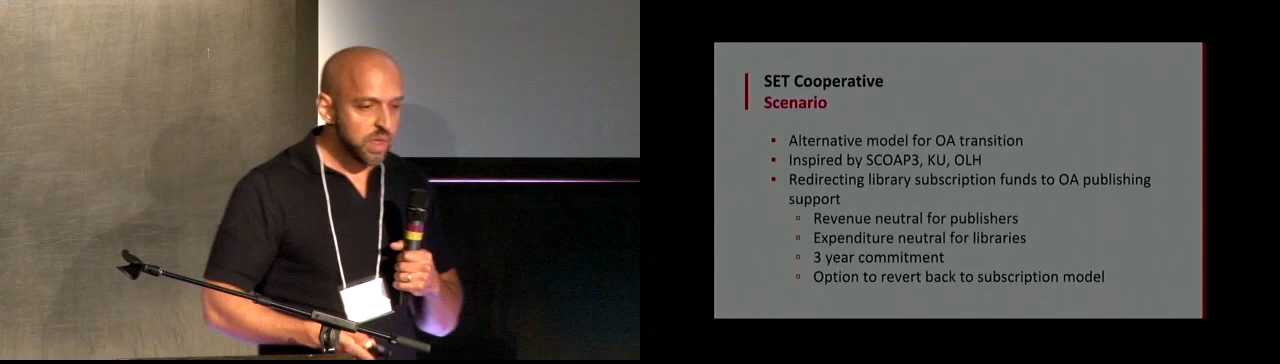 SET Cooperative
Scenario
Alternative model for OA transition
Inspired by SCOAP3, KU, OLH
Redirecting library subscription funds to OA publishing
support
Revenue neutral for publishers
Expenditure neutral for libraries
3 year commitment
Option to revert back to subscription model